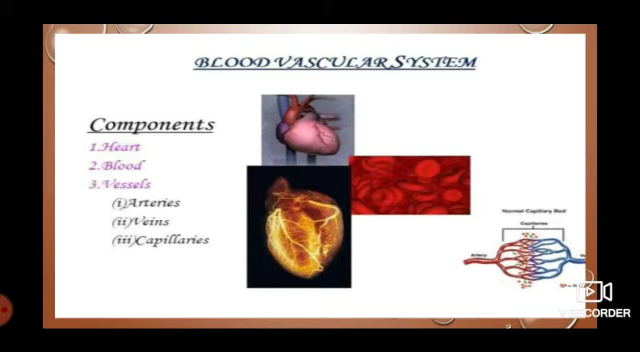 BLOOD VASCULAR SYSTEM
Components
1.Heart
2.Blood
3.Vessels
(i)Arteries
(ii)Veins
(iii)Capillaries
Normal Capillary Bed
Capillaries
Artery